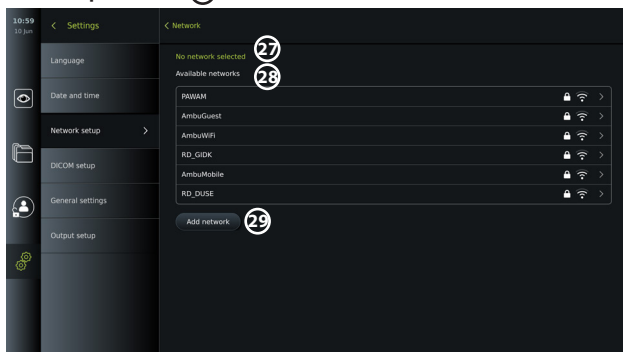 10:59
10 Jun
Settings
Network
Language
Date and time
Network setup
DICOM setup
General settings
Output setup
No network selected 27
Available networks 28
PAWAM
AmbuGuest
AmbuWiFi
RD_GIDK
AmbuMobile
RD_DUSE
Add network 29